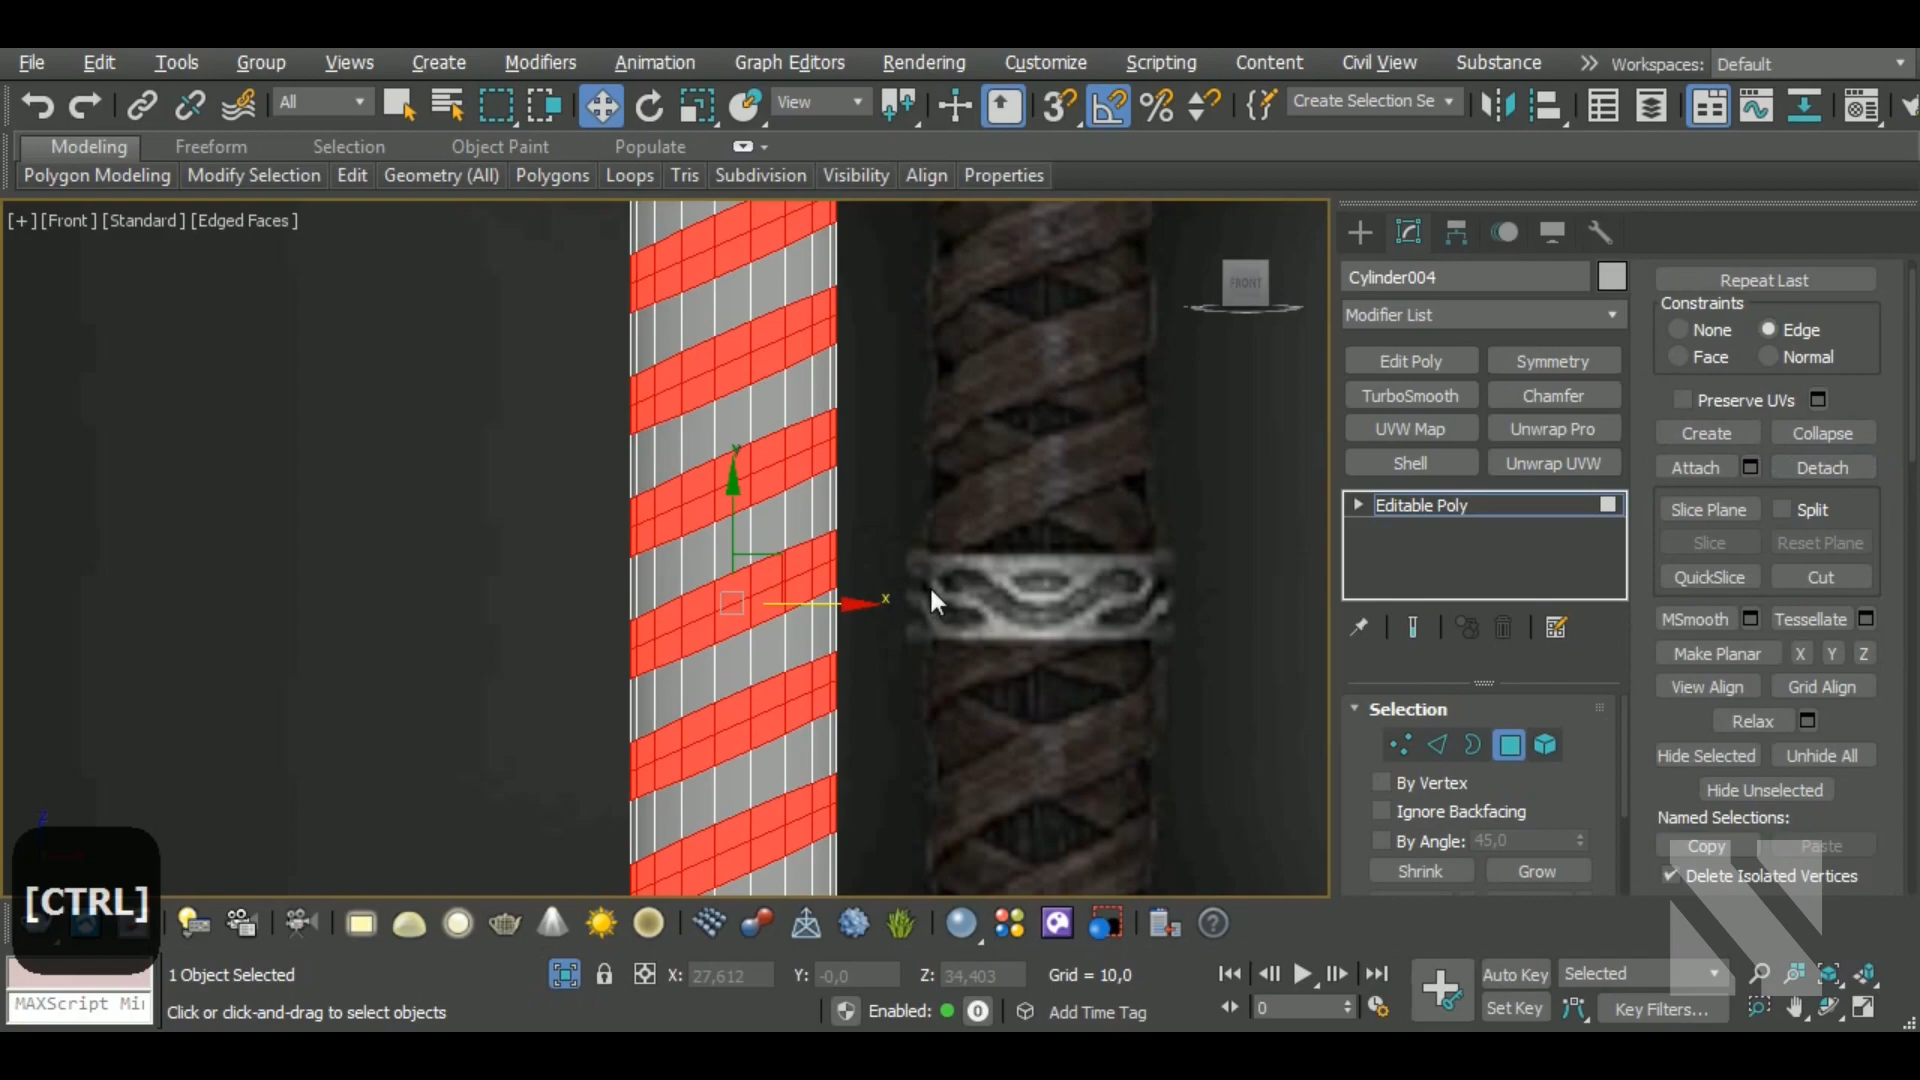 File Edit Tools Group Views Create Modifiers Animation Graph Editors Rendering Customize Scripting Content Civil View Substance Workspaces: Default
All View Create Selection Se
Modeling Freeform Selection Object Paint Populate
Polygon Modeling Modify Selection Edit Geometry (All) Polygons Loops Tris Subdivision Visibility Align Properties
[+] [Front] [Standard] [Edged Faces]
FRONT
y
x
[CTRL]
Cylinder004
Modifier List
Edit Poly Symmetry
TurboSmooth Chamfer
UVW Map Unwrap Pro
Shell Unwrap UVW
Editable Poly
Selection
By Vertex
Ignore Backfacing
By Angle: 45,0
Shrink Grow
Repeat Last
Constraints
None Edge
Face Normal
Preserve UVs
Create Collapse
Attach Detach
Slice Plane Split
Slice Reset Plane
QuickSlice Cut
MSmooth Tessellate
Make Planar X Y Z
View Align Grid Align
Relax
Hide Selected Unhide All
Hide Unselected
Named Selections:
Copy Paste
Delete Isolated Vertices
1 Object Selected X: 27,612 Y: -0,0 Z: 34,403 Grid = 10,0 Auto Key Selected
MAXScript Mi Click or click-and-drag to select objects Enabled: 0 Add Time Tag 0 Set Key Key Filters...